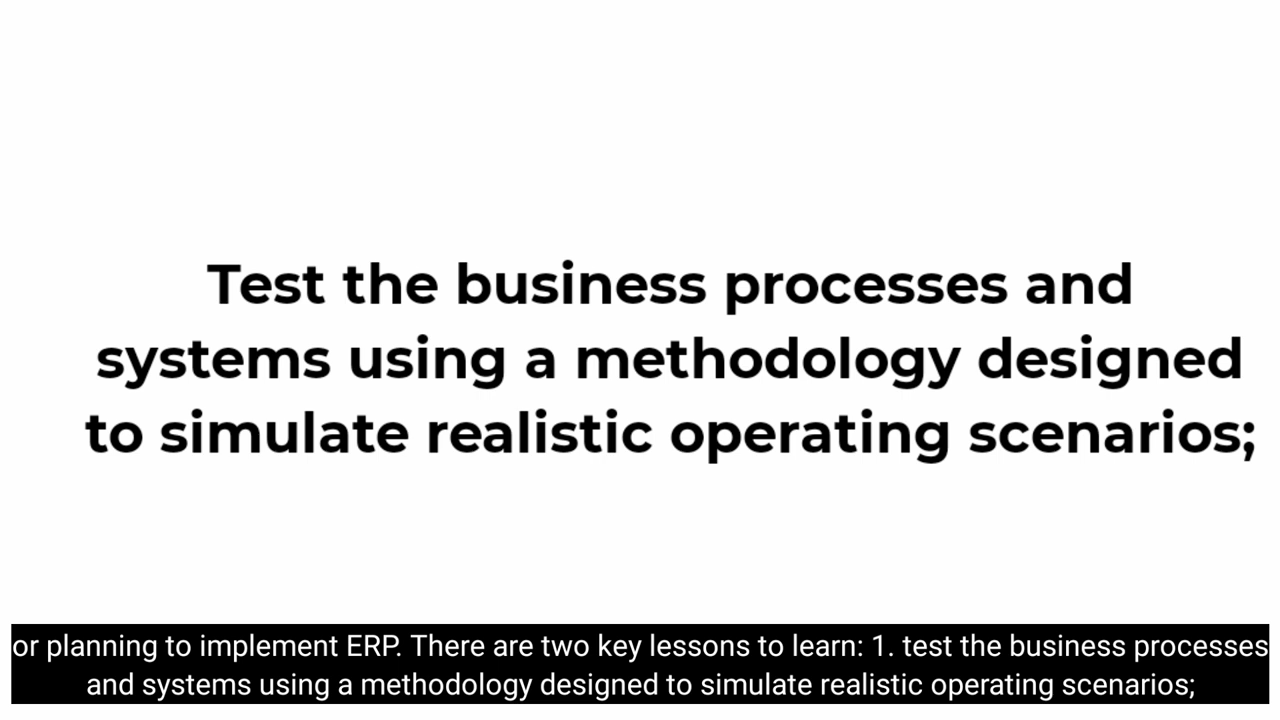 Test the business processes and
systems using a methodology designed
to simulate realistic operating scenarios;
or planning to implement ERP. There are two key lessons to learn: 1. test the business processes
and systems using a methodology designed to simulate realistic operating scenarios;